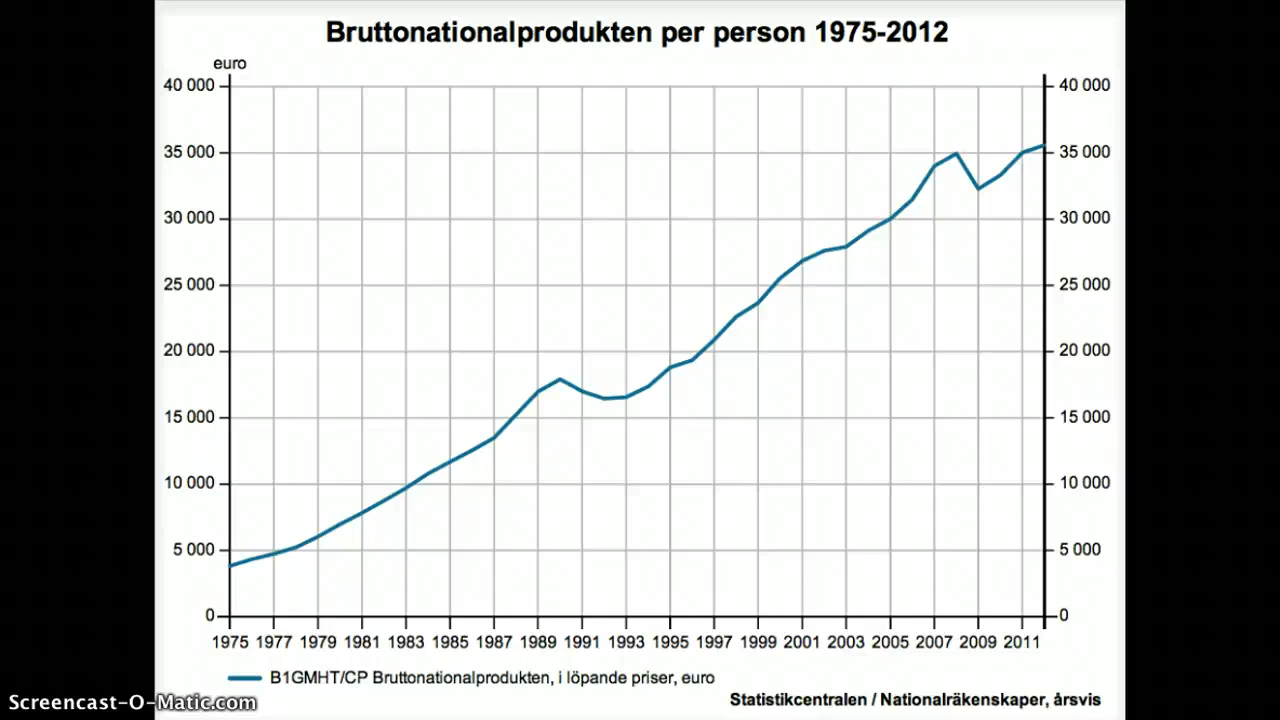 Bruttonationalprodukten per person 1975-2012
euro
40 000 40 000
35 000 35 000
30 000 30 000
25 000 25 000
20 000 20 000
15 000 15 000
10 000 10 000
5 000 5 000
0 0
1975 1977 1979 1981 1983 1985 1987 1989 1991 1993 1995 1997 1999 2001 2003 2005 2007 2009 2011
B1GMHT/CP Bruttonationalprodukten, i löpande priser, euro
Statistikcentralen / Nationalräkenskaper, årsvis
Screencast-O-Matic.com